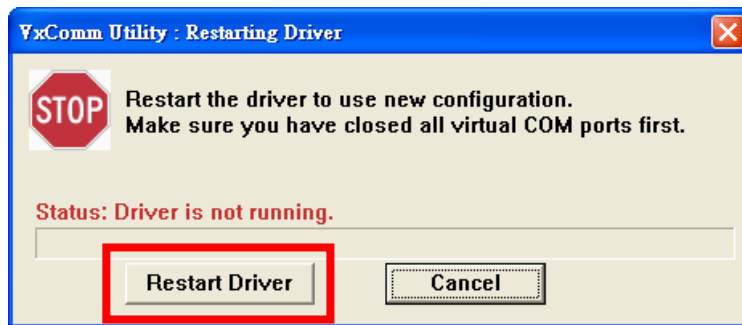 VxComm Utility : Restarting Driver
STOP
Restart the driver to use new configuration.
Make sure you have closed all virtual COM ports first.
Status: Driver is not running.
Restart Driver
Cancel